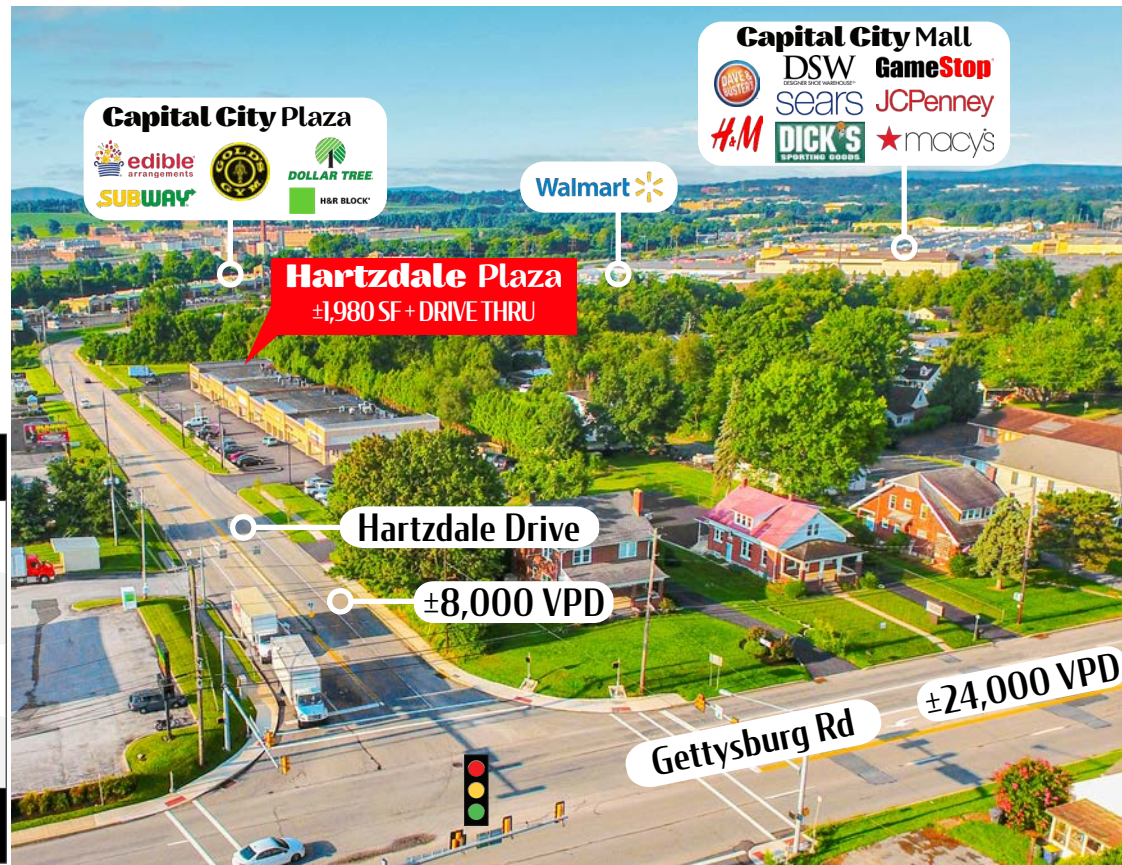 Capital City Plaza
edible
arrangements
GOLD'S
GYM
DOLLAR TREE
SUBWAY
H&R BLOCK
Capital City Mall
DAVE &
BUSTER'S
DSW
DESIGNER SHOE WAREHOUSE
GameStop
sears
JCPenney
H&M
DICK'S
SPORTING GOODS
macy's
Walmart
Hartzdale Plaza
±1,980 SF + DRIVE THRU
Hartzdale Drive
±8,000 VPD
±24,000 VPD
Gettysburg Rd